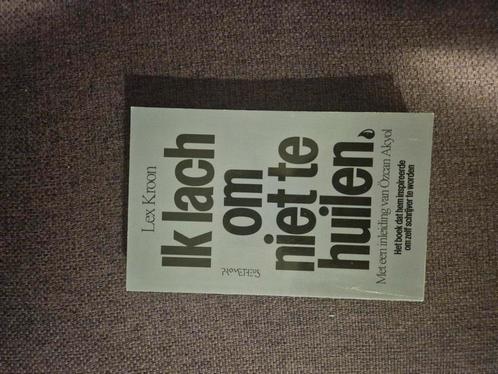 Lex Kroon
Ik lach
om
niet te
huilen
Met een inleiding van Özcan Akyol
Het boek dat hem inspireerde
om zelf schrijver te worden
PROMETHEUS